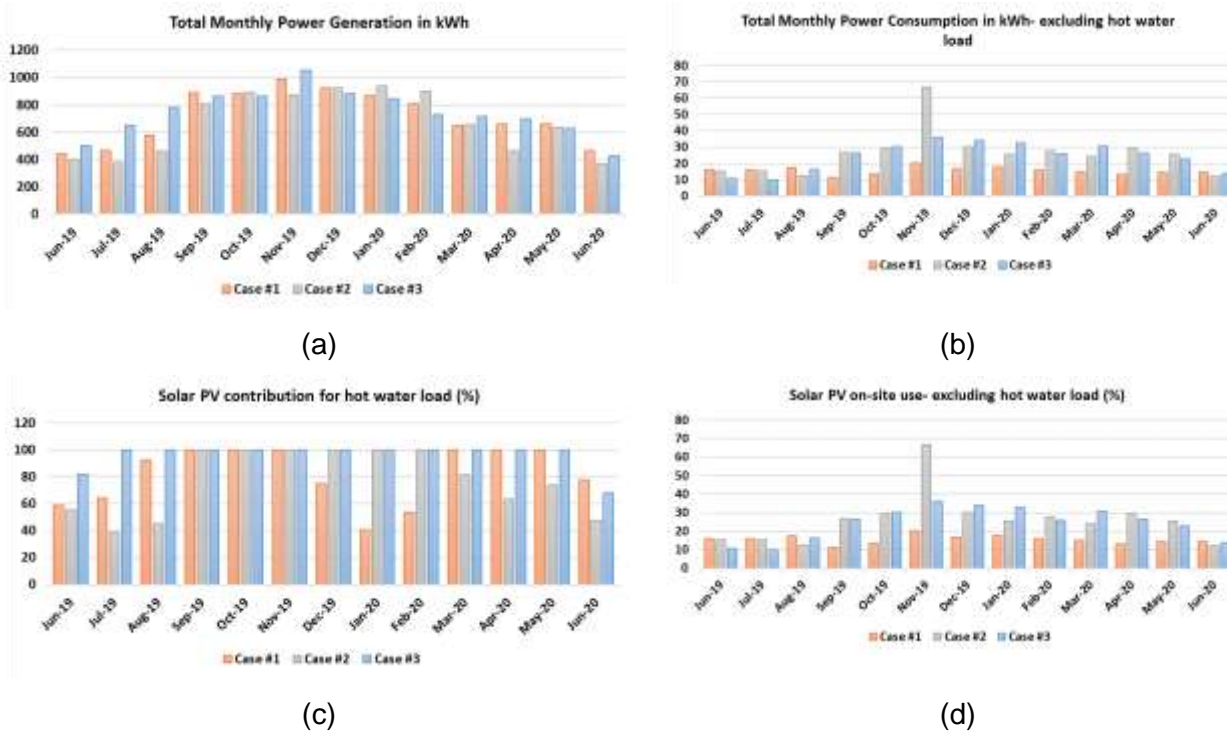 Total Monthly Power Generation in kWh
1200
1000
800
600
400
200
0
Jun-19 Jul-19 Aug-19 Sep-19 Oct-19 Nov-19 Dec-19 Jan-20 Feb-20 Mar-20 Apr-20 May-20 Jun-20
Case #1 Case #2 Case #3
(a)
Total Monthly Power Consumption in kWh- excluding hot water
load
80
70
60
50
40
30
20
10
0
Jun-19 Jul-19 Aug-19 Sep-19 Oct-19 Nov-19 Dec-19 Jan-20 Feb-20 Mar-20 Apr-20 May-20 Jun-20
Case #1 Case #2 Case #3
(b)
Solar PV contribution for hot water load (%)
120
100
80
60
40
20
0
Jun-19 Jul-19 Aug-19 Sep-19 Oct-19 Nov-19 Dec-19 Jan-20 Feb-20 Mar-20 Apr-20 May-20 Jun-20
Case #1 Case #2 Case #3
(c)
Solar PV on-site use- excluding hot water load (%)
80
70
60
50
40
30
20
10
0
Jun-19 Jul-19 Aug-19 Sep-19 Oct-19 Nov-19 Dec-19 Jan-20 Feb-20 Mar-20 Apr-20 May-20 Jun-20
Case #1 Case #2 Case #3
(d)